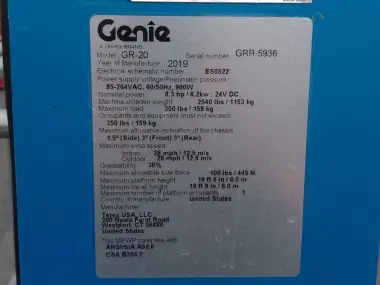 Genie
A TEREX BRAND
Model: GR-20 Serial number GRR-5936
Year of Manufacture 2019
Electrical schematic number ES0522
Power supply voltage/Pneumatic pressure
85-264VAC, 60/50Hz, 900W
Nominal power 8.3 hp / 6.2kw : 24V DC
Machine unladen weight 2540 lbs / 1153 kg
Maximum load 350 lbs / 159 kg
Occupants and equipment must not exceed
350 lbs / 159 kg
Maximum allowable inclination of the chassis
1.5°(Side) 3°(Front) 3°(Rear)
Maximum wind speed
Indoor 28 mph / 12.5 m/s
Outdoor 28 mph / 12.5 m/s
Gradeability 30%
Maximum allowable side force 100 lbs / 445 N
Maximum platform height 19 ft 9 in / 6.0 m
Maximum travel height 19 ft 9 in / 6.0 m
Maximum number of platform occupants 1
Country of manufacture United States
Manufacturer
Terex USA, LLC
Westport, CT 06880
United States
This MEWP complies with
ANSI/SIA A92.6
CSA B354.2